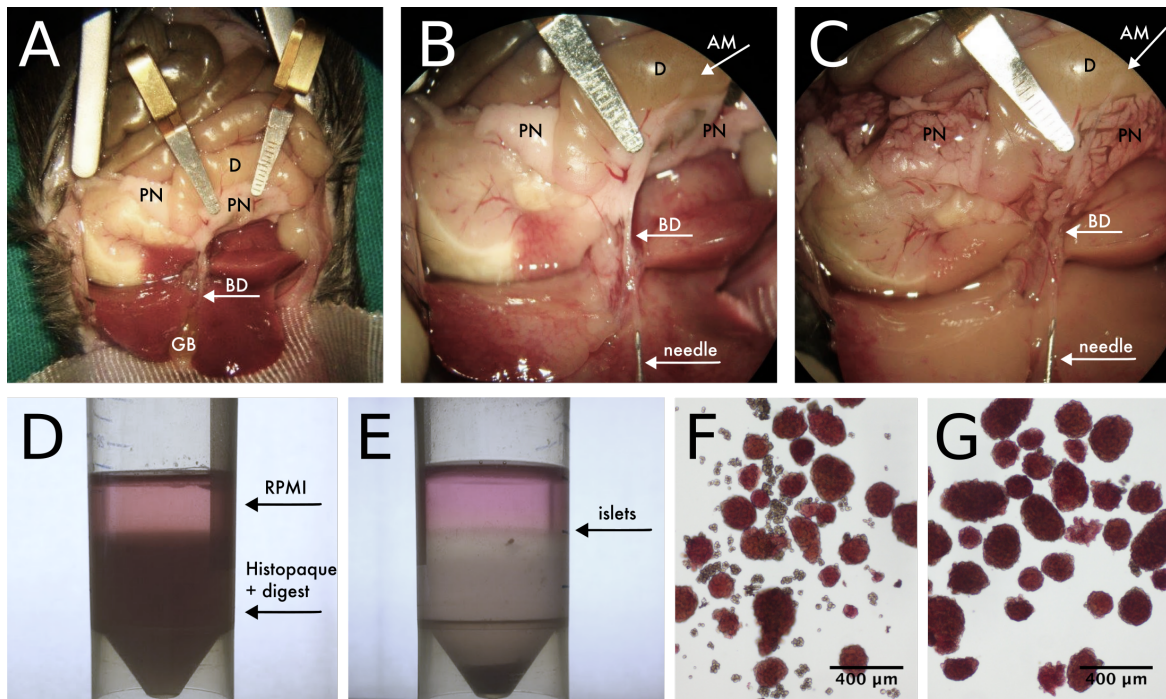 A
D
PN
PN
BD
GB
B
AM
D
PN
PN
BD
needle
C
AM
D
PN
PN
BD
needle
D
RPMI
Histopaque
+ digest
E
islets
F
400 µm
G
400 µm